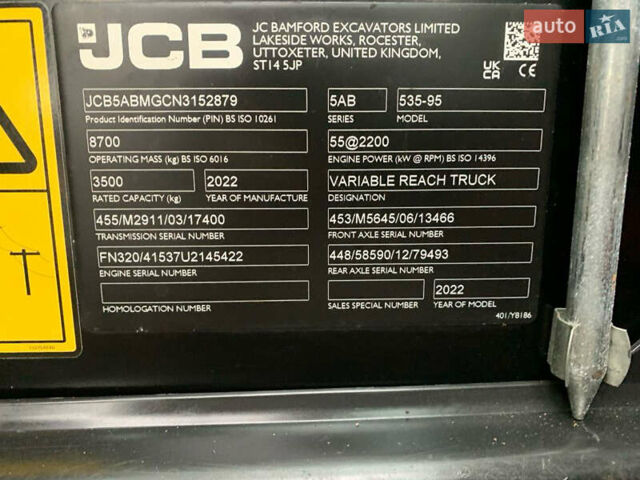 JCB
JC BAMFORD EXCAVATORS LIMITED
LAKESIDE WORKS, ROCESTER,
UTTOXETER, UNITED KINGDOM,
ST14 5JP
UK
CA
CE
auto RIA.com
JCB5ABMGCN3152879
Product Identification Number (PIN) BS ISO 10261
5AB
SERIES
535-95
MODEL
8700
OPERATING MASS (kg) BS ISO 6016
55@2200
ENGINE POWER (kW @ RPM) BS ISO 14396
3500
RATED CAPACITY (kg)
2022
YEAR OF MANUFACTURE
VARIABLE REACH TRUCK
DESIGNATION
455/M2911/03/17400
TRANSMISSION SERIAL NUMBER
453/M5645/06/13466
FRONT AXLE SERIAL NUMBER
FN320/41537U2145422
ENGINE SERIAL NUMBER
448/58590/12/79493
REAR AXLE SERIAL NUMBER
HOMOLOGATION NUMBER
SALES SPECIAL NUMBER
2022
YEAR OF MODEL
401/Y8186